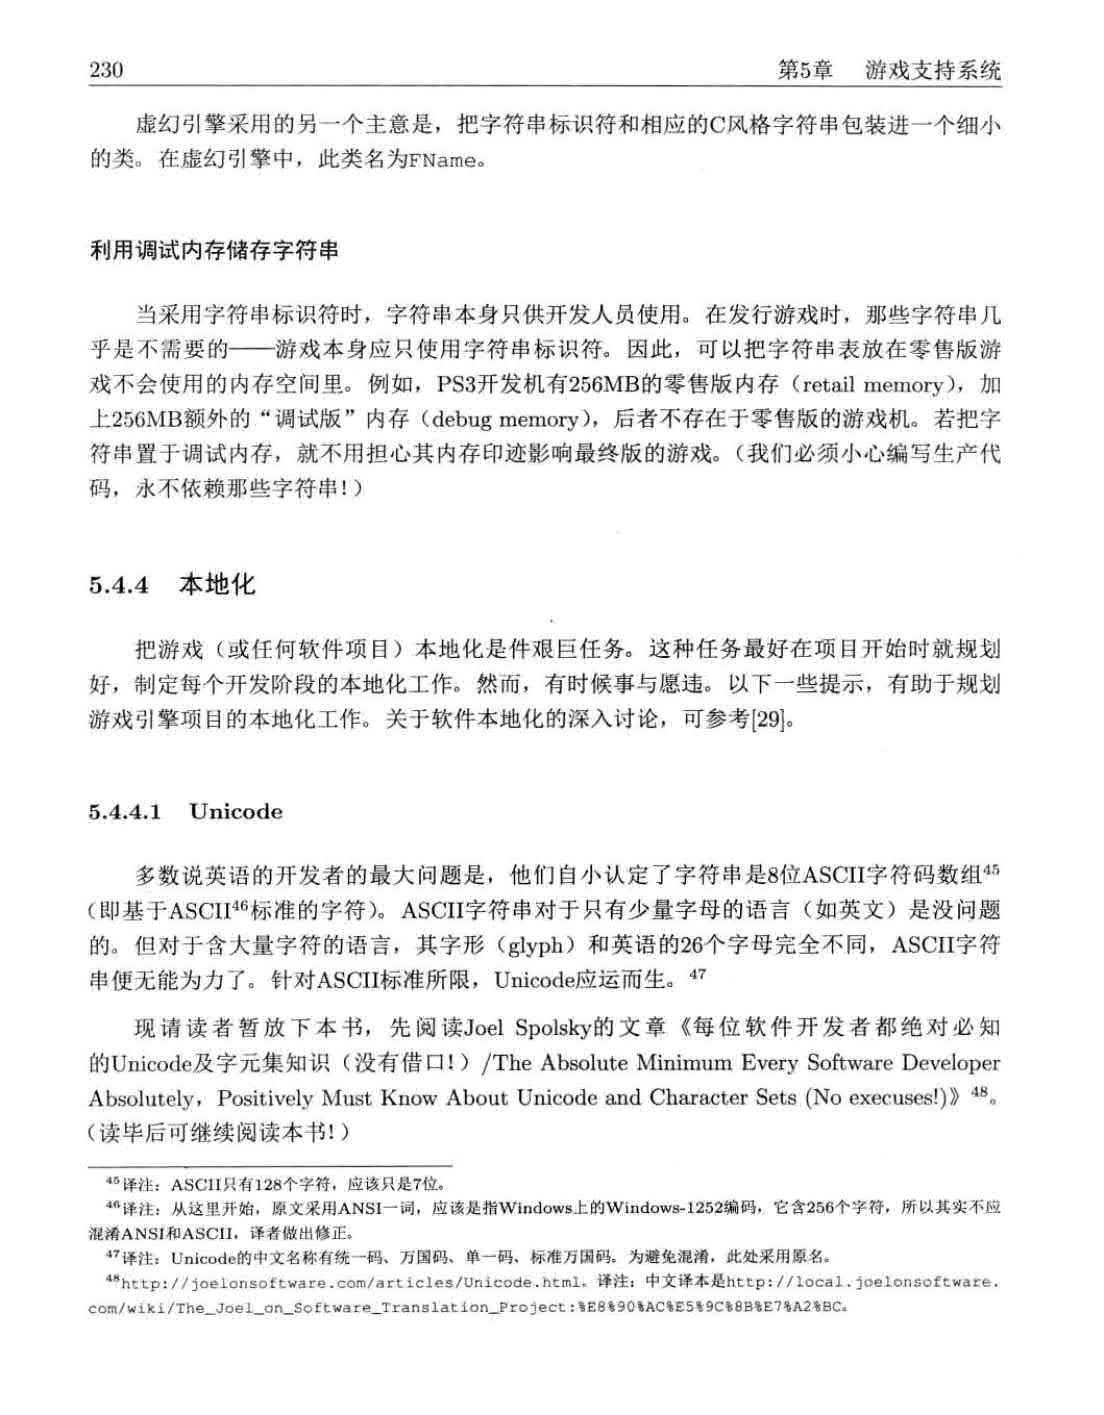 230 第5章 游戏支持系统
虚幻引擎采用的另一个主意是，把字符串标识符和相应的C风格字符串包装进一个细小
的类。在虚幻引擎中，此类名为FName。
利用调试内存储存字符串
当采用字符串标识符时，字符串本身只供开发人员使用。在发行游戏时，那些字符串几
乎是不需要的——游戏本身应只使用字符串标识符。因此，可以把字符串表放在零售版游
戏不会使用的内存空间里。例如，PS3开发机有256MB的零售版内存（retail memory），加
上256MB额外的“调试版”内存（debug memory），后者不存在于零售版的游戏机。若把字
符串置于调试内存，就不用担心其内存印迹影响最终版的游戏。（我们必须小心编写生产代
码，永不依赖那些字符串！）
5.4.4 本地化
把游戏（或任何软件项目）本地化是件艰巨任务。这种任务最好在项目开始时就规划
好，制定每个开发阶段的本地化工作。然而，有时候事与愿违。以下一些提示，有助于规划
游戏引擎项目的本地化工作。关于软件本地化的深入讨论，可参考[29]。
5.4.4.1 Unicode
多数说英语的开发者的最大问题是，他们自小认定了字符串是8位ASCII字符码数组45
（即基于ASCII46标准的字符）。ASCII字符串对于只有少量字母的语言（如英文）是没问题
的。但对于含大量字符的语言，其字形（glyph）和英语的26个字母完全不同，ASCII字符
串便无能为力了。针对ASCII标准所限，Unicode应运而生。47
现请读者暂放下本书，先阅读Joel Spolsky的文章《每位软件开发者都绝对必知
的Unicode及字元集知识（没有借口！）/The Absolute Minimum Every Software Developer
Absolutely，Positively Must Know About Unicode and Character Sets (No execuses!)》48。
（读毕后可继续阅读本书！）
45译注：ASCII只有128个字符，应该只是7位。
46译注：从这里开始，原文采用ANSI一词，应该是指Windows上的Windows-1252编码，它含256个字符，所以其实不应
混淆ANSI和ASCII，译者做出修正。
47译注：Unicode的中文名称有统一码、万国码、单一码、标准万国码。为避免混淆，此处采用原名。
48http://joelonsoftware.com/articles/Unicode.html。译注：中文译本是http://local.joelonsoftware.
com/wiki/The_Joel_on_Software_Translation_Project:%E8%90%AC%E5%9C%8B%E7%A2%BC。